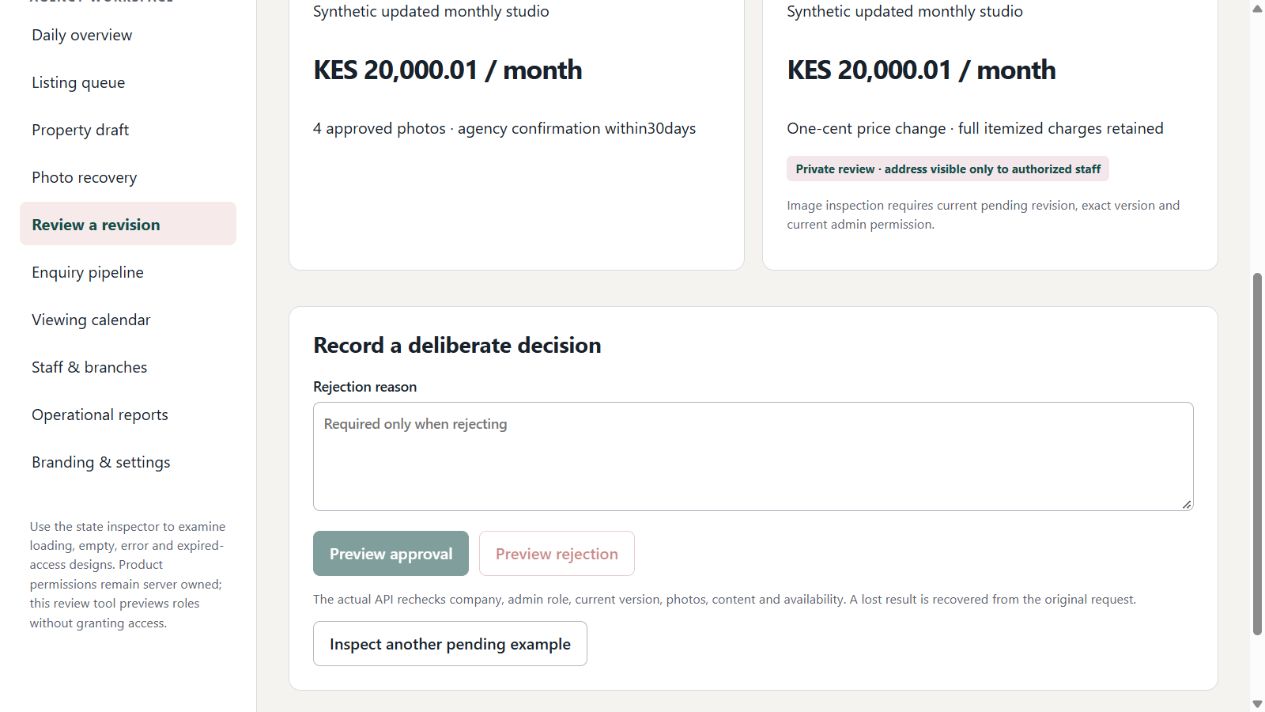 Daily overview
Listing queue
Property draft
Photo recovery
Review a revision
Enquiry pipeline
Viewing calendar
Staff & branches
Operational reports
Branding & settings
Use the state inspector to examine
loading, empty, error and expired-
access designs. Product
permissions remain server owned;
this review tool previews roles
without granting access.
Synthetic updated monthly studio
KES 20,000.01 / month
4 approved photos · agency confirmation within30days
Synthetic updated monthly studio
KES 20,000.01 / month
One-cent price change · full itemized charges retained
Private review · address visible only to authorized staff
Image inspection requires current pending revision, exact version and
current admin permission.
Record a deliberate decision
Rejection reason
Required only when rejecting
Preview approval
Preview rejection
The actual API rechecks company, admin role, current version, photos, content and availability. A lost result is recovered from the original request.
Inspect another pending example